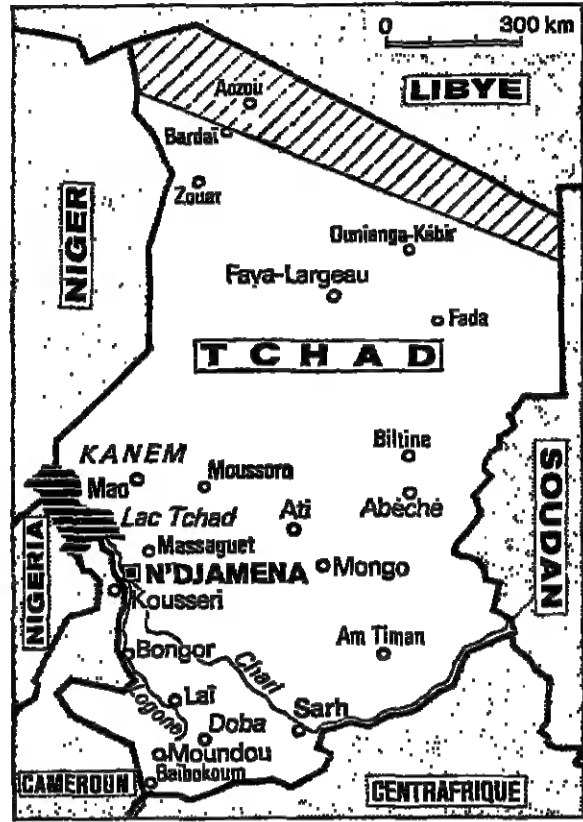 0 300 km
LIBYE
Aozou
Bardaï
Zouar
NIGER
Ounianga-Kébir
Faya-Largeau
Fada
TCHAD
KANEM
Biltine
Mao
Moussoro
SOUDAN
Lac Tchad
Ati
Abéché
NIGERIA
Massaguet
N'DJAMENA
Mongo
Kousseri
Bongor
Chari
Am Timan
Logone
Laï
Sarh
Doba
Moundou
Baïbokoum
CAMEROUN
CENTRAFRIQUE